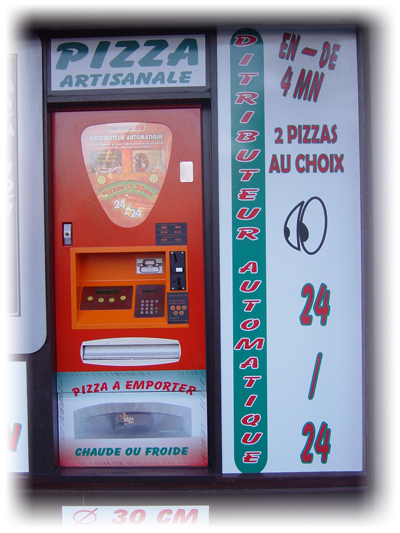 PIZZA
ARTISANALE
DISTRIBUTEUR AUTOMATIQUE
24/24
PIZZA A EMPORTER
CHAUDE OU FROIDE
Ø 30 CM
DITRIBUTEUR AUTOMATIQUE
EN - DE
4 MN
2 PIZZAS
AU CHOIX
24
/
24